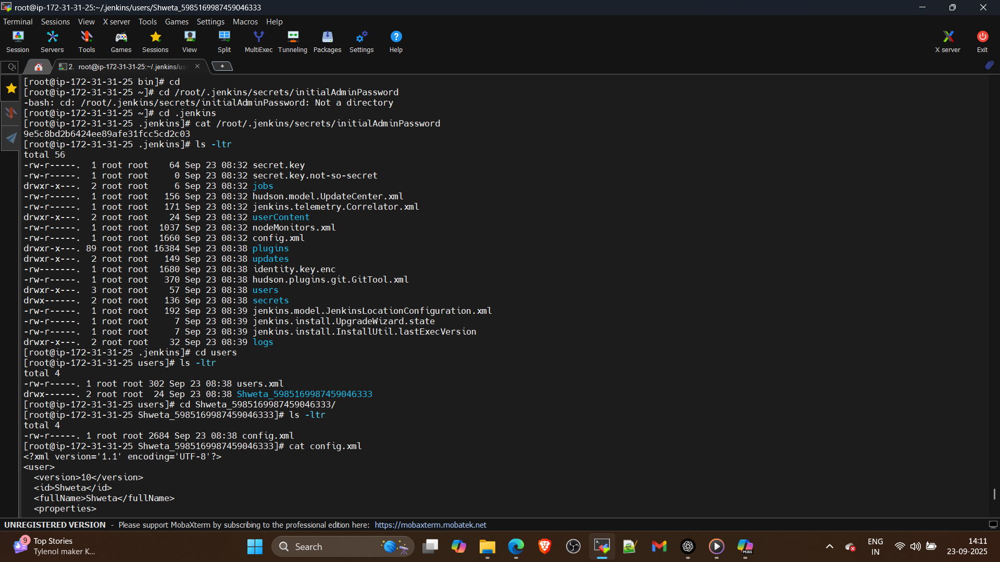 root@ip-172-31-31-25:~/.jenkins/users/Shweta_5985169987459046333
Terminal Sessions View X server Tools Games Settings Macros Help
Session Servers Tools Games Sessions View Split MultiExec Tunneling Packages Settings Help X server Exit
2. root@ip-172-31-31-25:~/.jenkins/us
[root@ip-172-31-31-25 bin]# cd
[root@ip-172-31-31-25 ~]# cd /root/.jenkins/secrets/initialAdminPassword
-bash: cd: /root/.jenkins/secrets/initialAdminPassword: Not a directory
[root@ip-172-31-31-25 ~]# cd .jenkins
[root@ip-172-31-31-25 .jenkins]# cat /root/.jenkins/secrets/initialAdminPassword
9e5c8bd2b6424ee89afe31fcc5cd2c03
[root@ip-172-31-31-25 .jenkins]# ls -ltr
total 56
-rw-r-----. 1 root root 64 Sep 23 08:32 secret.key
-rw-r-----. 1 root root 0 Sep 23 08:32 secret.key.not-so-secret
drwxr-x---. 2 root root 6 Sep 23 08:32 jobs
-rw-r-----. 1 root root 156 Sep 23 08:32 hudson.model.UpdateCenter.xml
-rw-r-----. 1 root root 171 Sep 23 08:32 jenkins.telemetry.Correlator.xml
drwxr-x---. 2 root root 24 Sep 23 08:32 userContent
-rw-r-----. 1 root root 1037 Sep 23 08:32 nodeMonitors.xml
-rw-r-----. 1 root root 1660 Sep 23 08:32 config.xml
drwxr-x---. 89 root root 16384 Sep 23 08:38 plugins
drwxr-x---. 2 root root 149 Sep 23 08:38 updates
-rw-------. 1 root root 1680 Sep 23 08:38 identity.key.enc
-rw-r-----. 1 root root 370 Sep 23 08:38 hudson.plugins.git.GitTool.xml
drwxr-x---. 3 root root 57 Sep 23 08:38 users
drwx------. 2 root root 136 Sep 23 08:38 secrets
-rw-r-----. 1 root root 192 Sep 23 08:39 jenkins.model.JenkinsLocationConfiguration.xml
-rw-r-----. 1 root root 7 Sep 23 08:39 jenkins.install.UpgradeWizard.state
-rw-r-----. 1 root root 7 Sep 23 08:39 jenkins.install.InstallUtil.lastExecVersion
drwxr-x---. 2 root root 32 Sep 23 08:39 logs
[root@ip-172-31-31-25 .jenkins]# cd users
[root@ip-172-31-31-25 users]# ls -ltr
total 4
-rw-r-----. 1 root root 302 Sep 23 08:38 users.xml
drwx------. 2 root root 24 Sep 23 08:38 Shweta_5985169987459046333
[root@ip-172-31-31-25 users]# cd Shweta_5985169987459046333/
[root@ip-172-31-31-25 Shweta_5985169987459046333]# ls -ltr
total 4
-rw-r-----. 1 root root 2684 Sep 23 08:38 config.xml
[root@ip-172-31-31-25 Shweta_5985169987459046333]# cat config.xml
<?xml version='1.1' encoding='UTF-8'?>
<user>
<version>10</version>
<id>Shweta</id>
<fullName>Shweta</fullName>
<properties>
UNREGISTERED VERSION - Please support MobaXterm by subscribing to the professional edition here: https://mobaxterm.mobatek.net
9
Top Stories
Tylenol maker K...
Search
M365
ENG
IN
14:11
23-09-2025